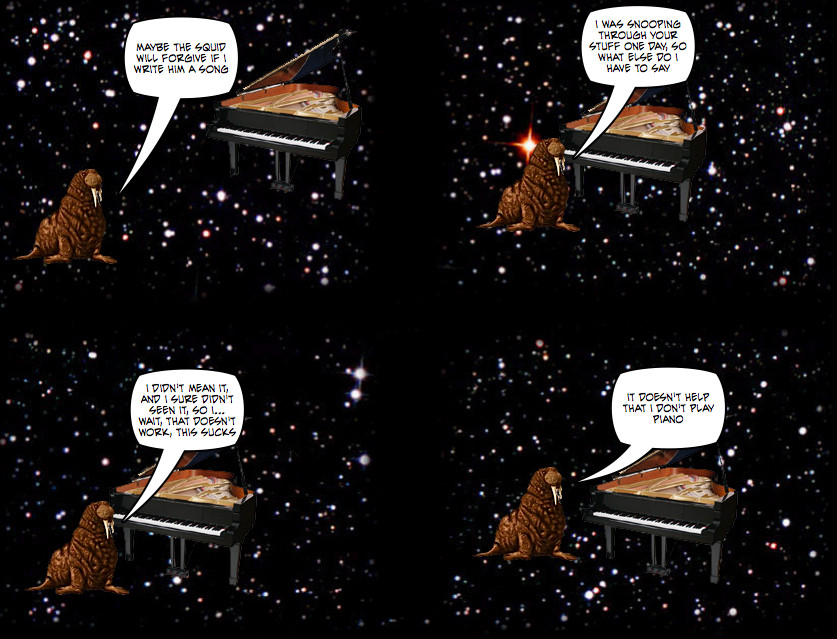 MAYBE THE SQUID
WILL FORGIVE IF I
WRITE HIM A SONG
I WAS SNOOPING
THROUGH YOUR
STUFF ONE DAY, SO
WHAT ELSE DO I
HAVE TO SAY
I DIDN'T MEAN IT,
AND I SURE DIDN'T
SEEN IT, SO I...
WAIT, THAT DOESN'T
WORK, THIS SUCKS
IT DOESN'T HELP
THAT I DON'T PLAY
PIANO